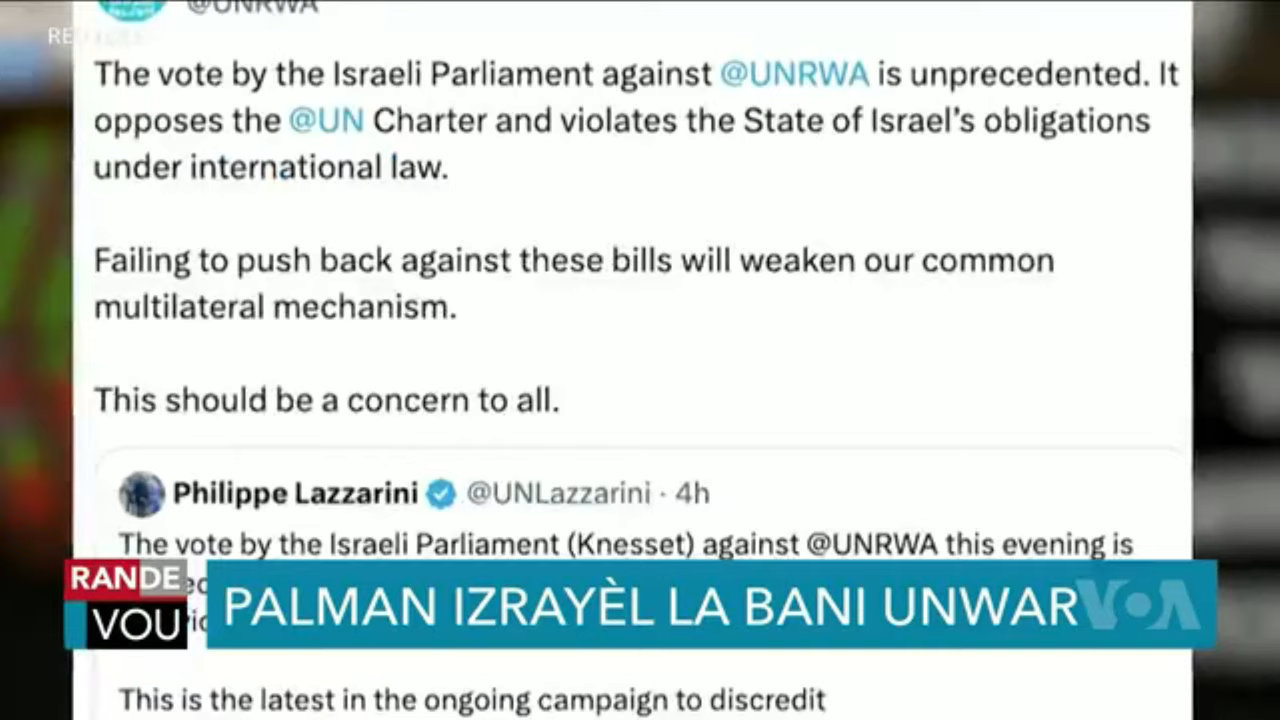 @UNRWA
The vote by the Israeli Parliament against @UNRWA is unprecedented. It
opposes the @UN Charter and violates the State of Israel's obligations
under international law.
Failing to push back against these bills will weaken our common
multilateral mechanism.
This should be a concern to all.
Philippe Lazzarini @UNLazzarini · 4h
The vote by the Israeli Parliament (Knesset) against @UNRWA this evening is
RANDE
VOU
PALMAN IZRAYÈL LA BANI UNWAR
VOA
This is the latest in the ongoing campaign to discredit